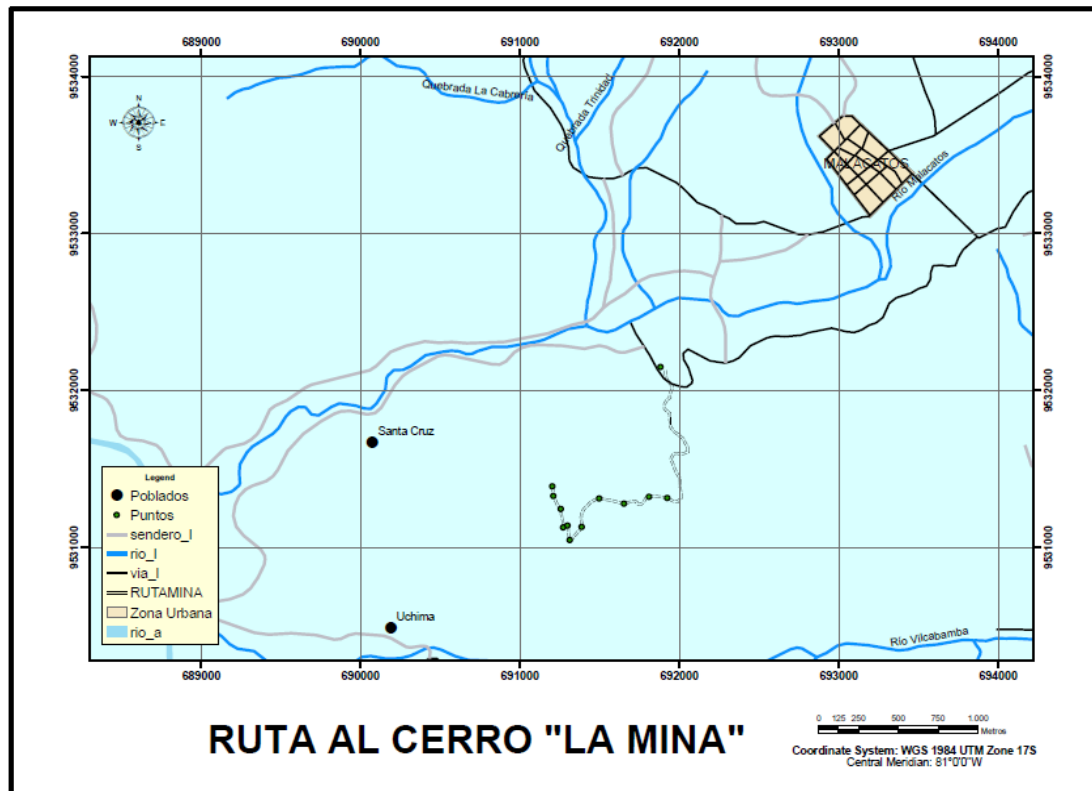 689000 690000 691000 692000 693000 694000
9534000 9534000
Quebrada La Cabrería
Quebrada Trinidad
N
W E
S
MALACATOS
Río Malacatos
9533000 9533000
9532000 9532000
Santa Cruz
9531000 9531000
Uchima
Río Vilcabamba
Legend
Poblados
Puntos
sendero_l
rio_l
via_l
RUTAMINA
Zona Urbana
rio_a
689000 690000 691000 692000 693000 694000
RUTA AL CERRO "LA MINA"
0 125 250 500 750 1.000
Metros
Coordinate System: WGS 1984 UTM Zone 17S
Central Meridian: 81°0'0"W